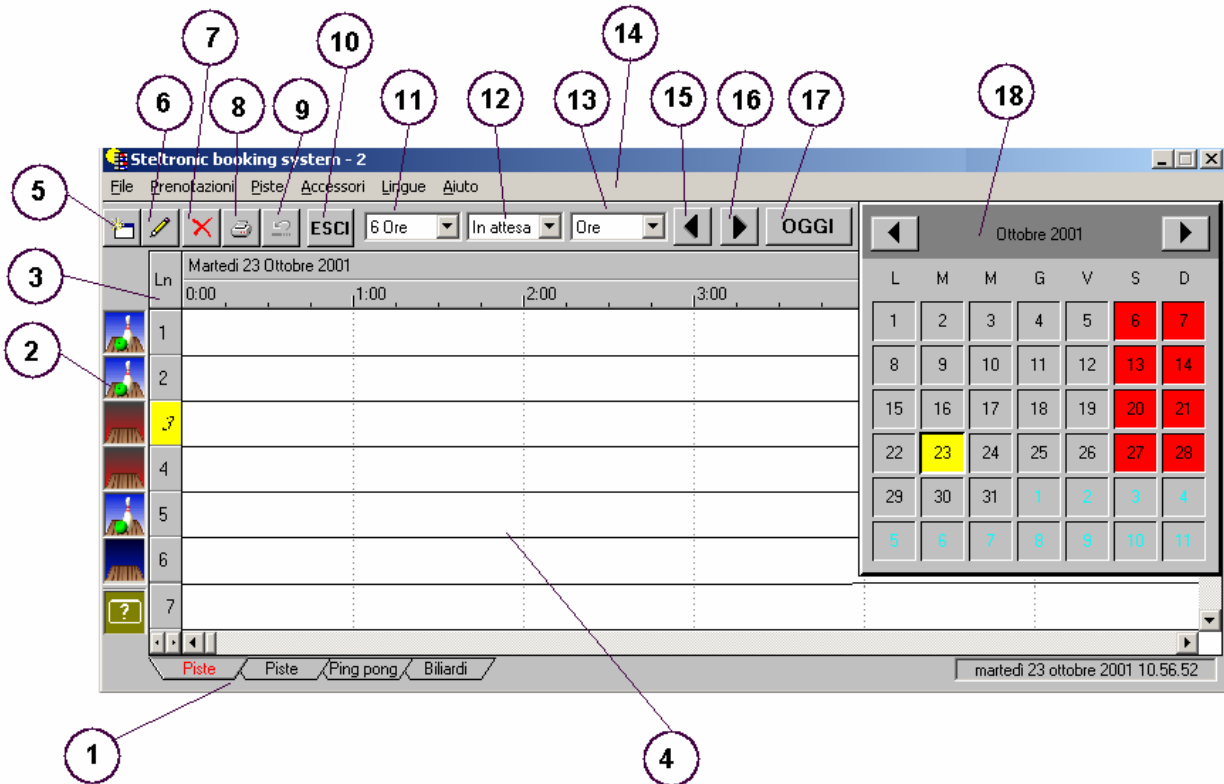 7
10
14
6
8
9
11
12
13
15
16
17
18
Steltronic booking system - 2
5
File Prenotazioni Piste Accessori Lingue Aiuto
ESCI 6 Ore In attesa Ore OGGI
Ottobre 2001
3
Ln Martedì 23 Ottobre 2001
0:00 1:00 2:00 3:00
L M M G V S D
1 2 3 4 5 6 7
8 9 10 11 12 13 14
15 16 17 18 19 20 21
22 23 24 25 26 27 28
29 30 31 1 2 3 4
5 6 7 8 9 10 11
1
2
2
3
4
5
6
?
7
Piste Piste Ping pong Biliardi
martedì 23 ottobre 2001 10.56.52
1
4